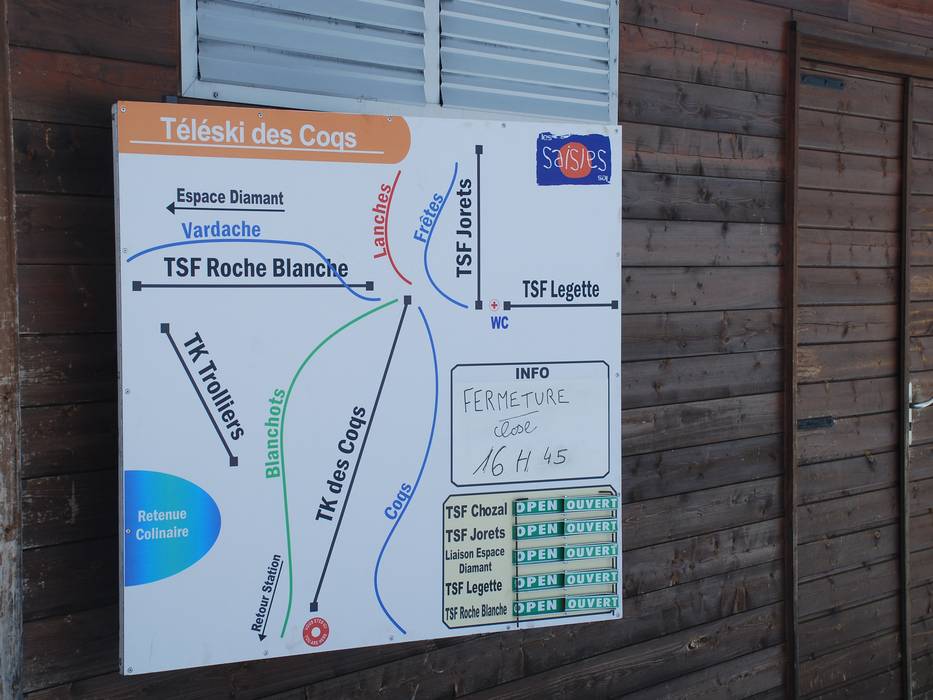 Téléski des Coqs
les
saisies
Espace Diamant
Vardache
TSF Roche Blanche
Lanches
Frêtes
TSF Jorets
TSF Legette
WC
TK Trolliers
Blanchots
TK des Coqs
Coqs
Retenue
Colinaire
Retour Station
INFO
FERMETURE
close
16 H 45
TSF Chozal OPEN OUVERT
TSF Jorets OPEN OUVERT
Liaison Espace
Diamant OPEN OUVERT
TSF Legette OPEN OUVERT
TSF Roche Blanche OPEN OUVERT